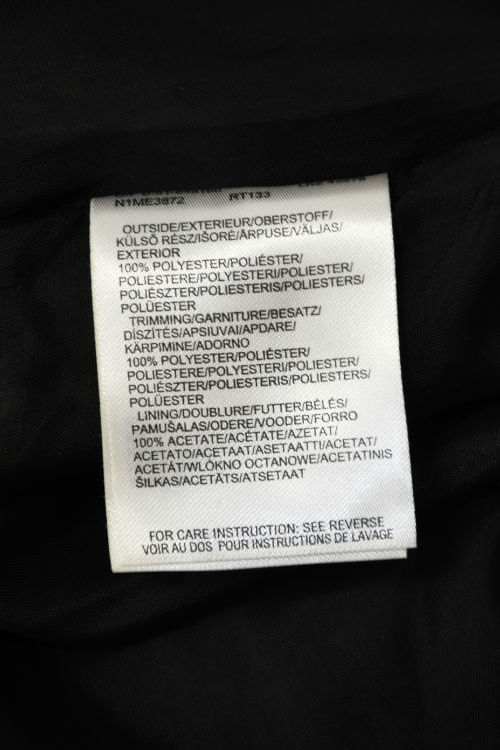 N1ME3872 RT133
OUTSIDE/EXTERIEUR/OBERSTOFF/
KÜLSŐ RÉSZ/IŠORĖ/ĀRPUSE/VÄLJAS/
EXTERIOR
100% POLYESTER/POLIÉSTER/
POLIESTERE/POLYESTERI/POLIESTER/
POLIÉSZTER/POLIESTERIS/POLIESTERS/
POLÜESTER
TRIMMING/GARNITURE/BESATZ/
DÍSZÍTÉS/APSIUVAI/APDARE/
KÄRPIMINE/ADORNO
100% POLYESTER/POLIÉSTER/
POLIESTERE/POLYESTERI/POLIESTER/
POLIÉSZTER/POLIESTERIS/POLIESTERS/
POLÜESTER
LINING/DOUBLURE/FUTTER/BÉLÉS/
PAMUŠALAS/ODERE/VOODER/FORRO
100% ACETATE/ACÉTATE/AZETAT/
ACETATO/ACETAAT/ASETAATTI/ACETAT/
ACETÁT/WLÓKNO OCTANOWE/ACETATINIS
ŠILKAS/ACETĀTS/ATSETAAT
FOR CARE INSTRUCTION: SEE REVERSE
VOIR AU DOS POUR INSTRUCTIONS DE LAVAGE